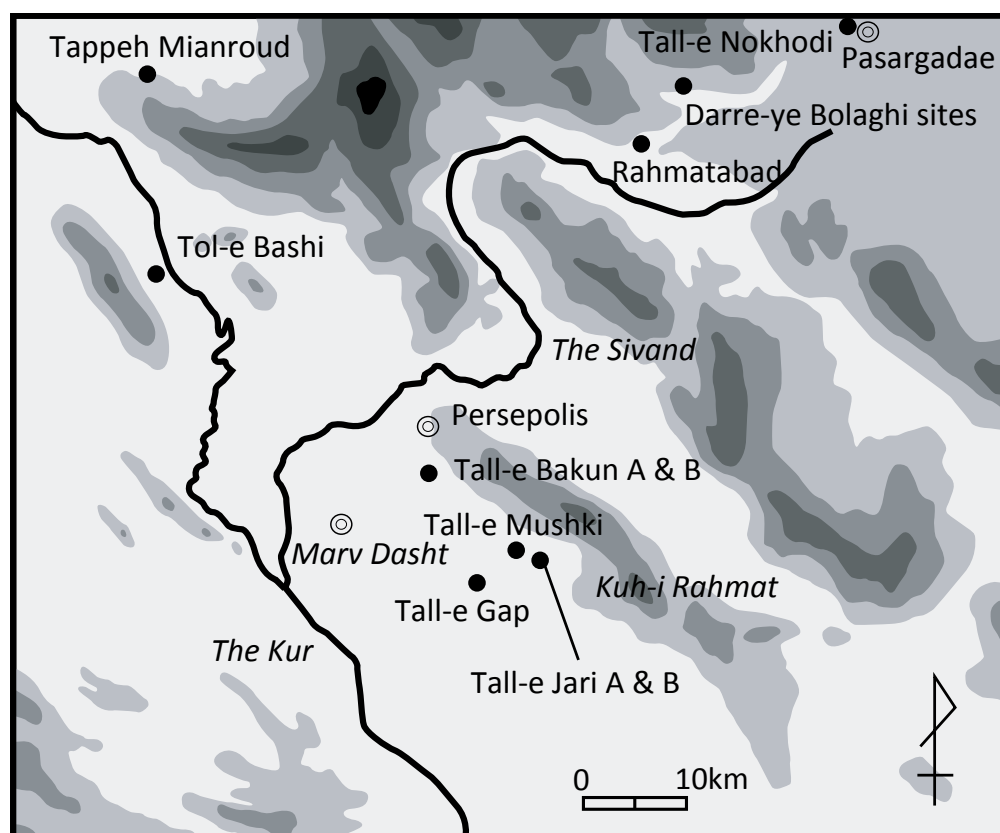 Tappeh Mianroud
Tall-e Nokhodi
Pasargadae
Darre-ye Bolaghi sites
Rahmatabad
Tol-e Bashi
The Sivand
Persepolis
Tall-e Bakun A & B
Tall-e Mushki
Marv Dasht
Kuh-i Rahmat
Tall-e Gap
The Kur
Tall-e Jari A & B
0 10km